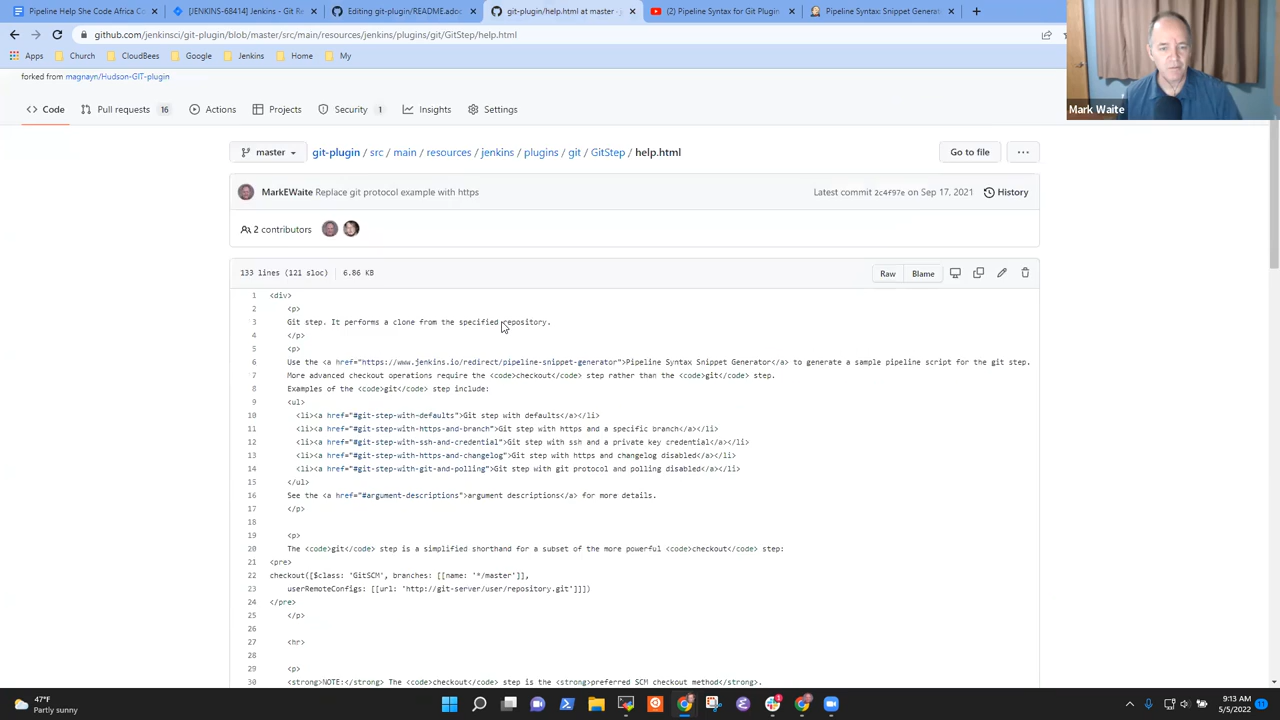 Pipeline Help She Code Africa Co
[JENKINS-68414] Jenkins - Git Re
Editing git-plugin/README.adoc
git-plugin/help.html at master ·
(2) Pipeline Syntax for Git Plugin
Pipeline Syntax: Snippet Generat
github.com/jenkinsci/git-plugin/blob/master/src/main/resources/jenkins/plugins/git/GitStep/help.html
Apps
Church
CloudBees
Google
Jenkins
Home
My
Mark Waite
forked from magnayn/Hudson-GIT-plugin
<> Code
Pull requests 16
Actions
Projects
Security 1
Insights
Settings
master
git-plugin / src / main / resources / jenkins / plugins / git / GitStep / help.html
Go to file
...
MarkEWaite Replace git protocol example with https
Latest commit 2c4f97e on Sep 17, 2021
History
2 contributors
133 lines (121 sloc) | 6.86 KB
Raw
Blame
1 <div>
2 <p>
3 Git step. It performs a clone from the specified repository.
4 </p>
5 <p>
6 Use the <a href="https://www.jenkins.io/redirect/pipeline-snippet-generator">Pipeline Syntax Snippet Generator</a> to generate a sample pipeline script for the git step.
7 More advanced checkout operations require the <code>checkout</code> step rather than the <code>git</code> step.
8 Examples of the <code>git</code> step include:
9 <ul>
10 <li><a href="#git-step-with-defaults">Git step with defaults</a></li>
11 <li><a href="#git-step-with-https-and-branch">Git step with https and a specific branch</a></li>
12 <li><a href="#git-step-with-ssh-and-credential">Git step with ssh and a private key credential</a></li>
13 <li><a href="#git-step-with-https-and-changelog">Git step with https and changelog disabled</a></li>
14 <li><a href="#git-step-with-git-and-polling">Git step with git protocol and polling disabled</a></li>
15 </ul>
16 See the <a href="#argument-descriptions">argument descriptions</a> for more details.
17 </p>
18
19 <p>
20 The <code>git</code> step is a simplified shorthand for a subset of the more powerful <code>checkout</code> step:
21 <pre>
22 checkout([$class: 'GitSCM', branches: [[name: '*/master']],
23 userRemoteConfigs: [[url: 'http://git-server/user/repository.git']]])
24 </pre>
25 </p>
26
27 <hr>
28
29 <p>
30 <strong>NOTE:</strong> The <code>checkout</code> step is the <strong>preferred SCM checkout method</strong>.
47°F
Partly sunny
9:13 AM
5/5/2022